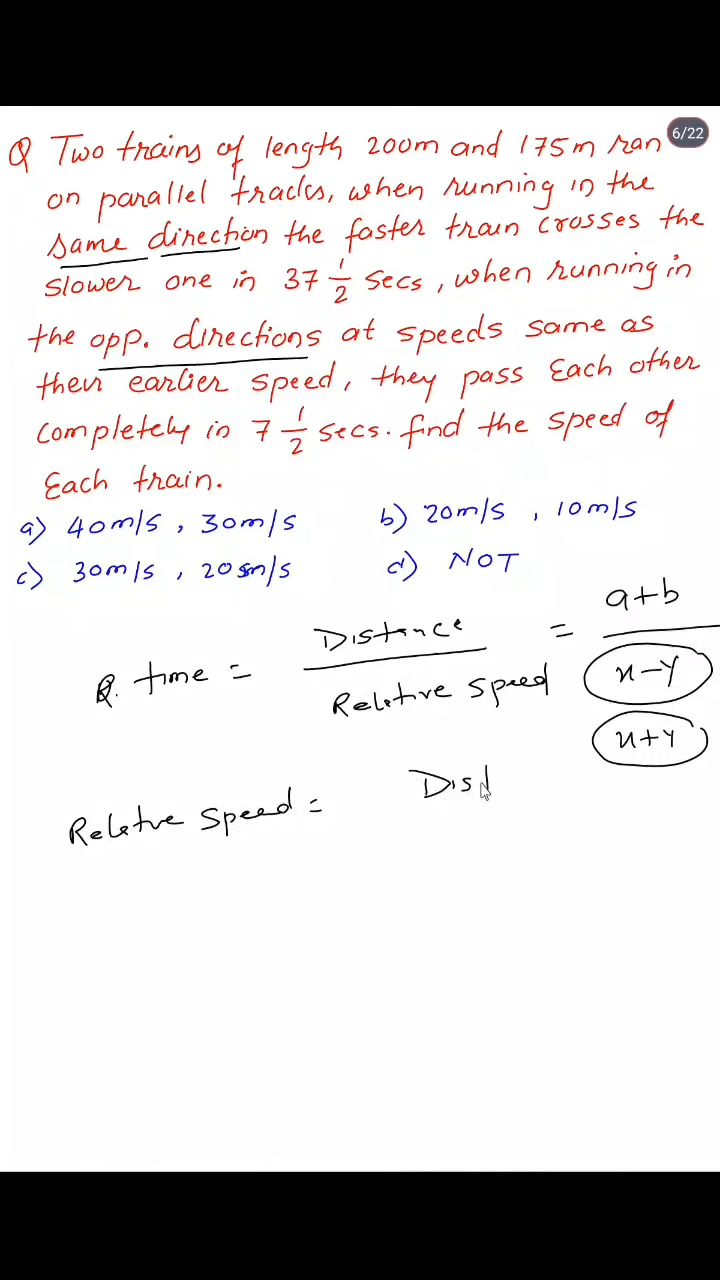 6/22
Q Two trains of length 200m and 175m ran
on parallel tracks, when running in the
same direction the faster train crosses the
slower one in 37 1/2 secs, when running in
the opp. directions at speeds same as
their earlier speed, they pass Each other
completely in 7 1/2 secs. find the speed of
Each train.
a) 40m/s , 30m/s b) 20m/s , 10m/s
c) 30m/s , 20m/s d) NOT
R. time = Distance / Relative speed = a+b / x-y
x+y
Reletve speed = Dis